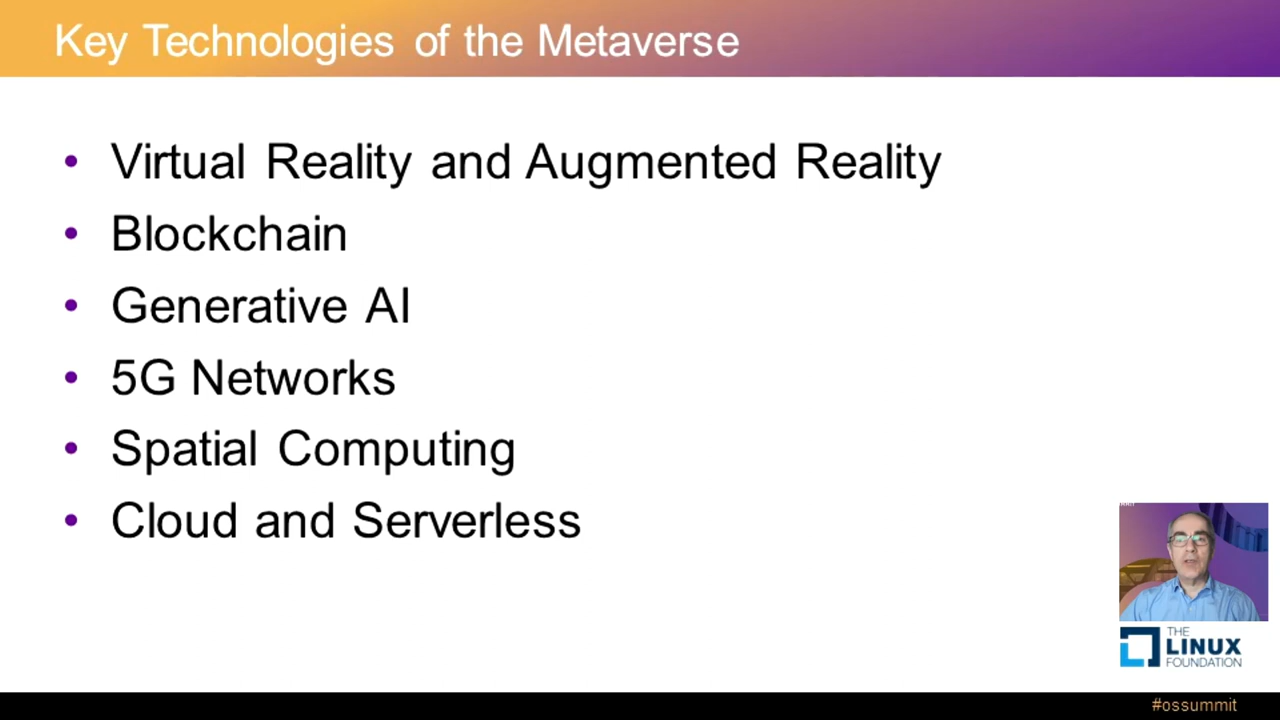 Key Technologies of the Metaverse
• Virtual Reality and Augmented Reality
• Blockchain
• Generative AI
• 5G Networks
• Spatial Computing
• Cloud and Serverless
THE
LINUX
FOUNDATION
#ossummit